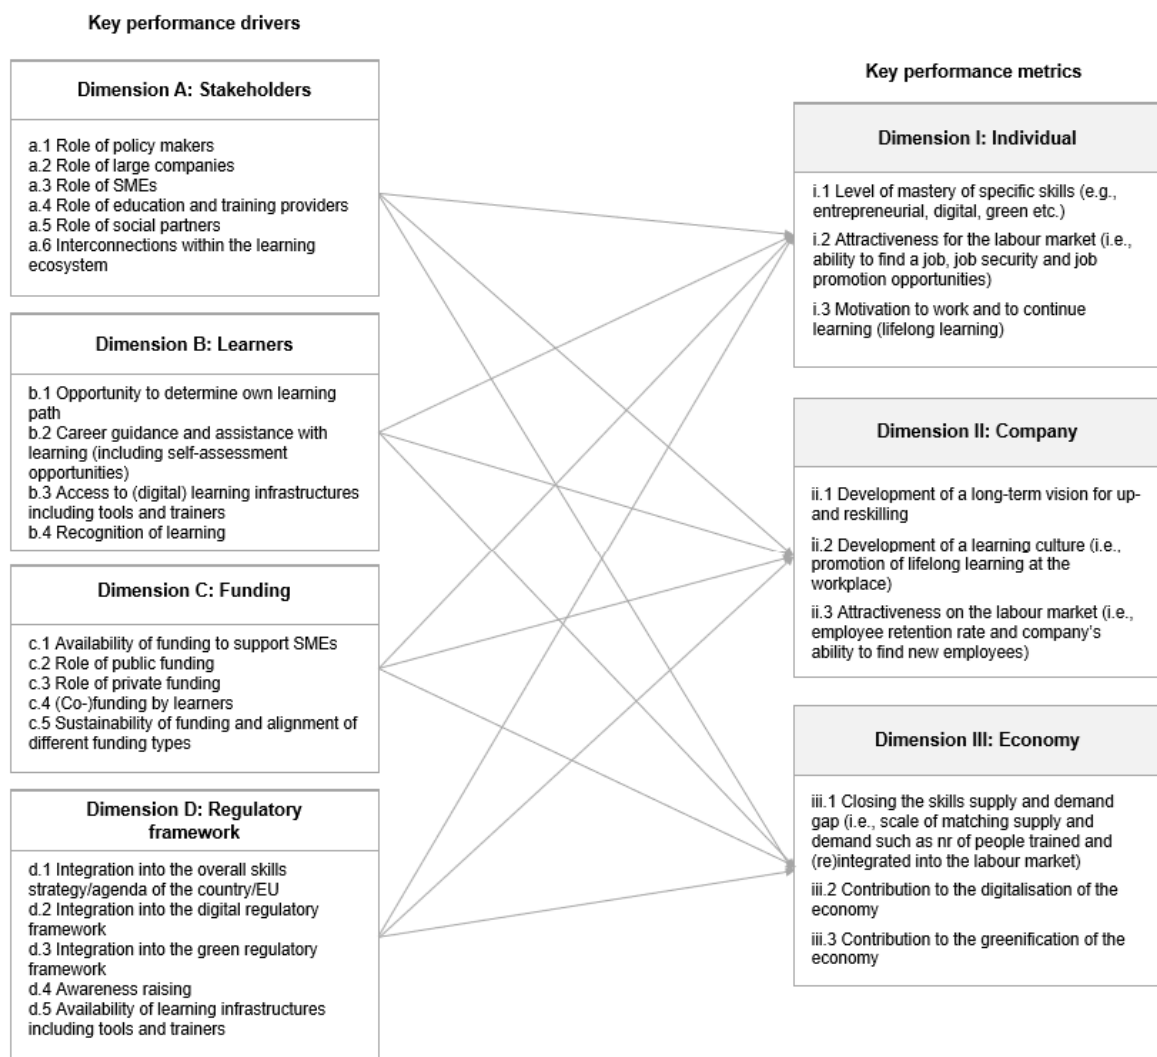 Key performance drivers
Dimension A: Stakeholders
a.1 Role of policy makers
a.2 Role of large companies
a.3 Role of SMEs
a.4 Role of education and training providers
a.5 Role of social partners
a.6 Interconnections within the learning
ecosystem
Dimension B: Learners
b.1 Opportunity to determine own learning
path
b.2 Career guidance and assistance with
learning (including self-assessment
opportunities)
b.3 Access to (digital) learning infrastructures
including tools and trainers
b.4 Recognition of learning
Dimension C: Funding
c.1 Availability of funding to support SMEs
c.2 Role of public funding
c.3 Role of private funding
c.4 (Co-)funding by learners
c.5 Sustainability of funding and alignment of
different funding types
Dimension D: Regulatory
framework
d.1 Integration into the overall skills
strategy/agenda of the country/EU
d.2 Integration into the digital regulatory
framework
d.3 Integration into the green regulatory
framework
d.4 Awareness raising
d.5 Availability of learning infrastructures
including tools and trainers
Key performance metrics
Dimension I: Individual
i.1 Level of mastery of specific skills (e.g.,
entrepreneurial, digital, green etc.)
i.2 Attractiveness for the labour market (i.e.,
ability to find a job, job security and job
promotion opportunities)
i.3 Motivation to work and to continue
learning (lifelong learning)
Dimension II: Company
ii.1 Development of a long-term vision for up-
and reskilling
ii.2 Development of a learning culture (i.e.,
promotion of lifelong learning at the
workplace)
ii.3 Attractiveness on the labour market (i.e.,
employee retention rate and company's
ability to find new employees)
Dimension III: Economy
iii.1 Closing the skills supply and demand
gap (i.e., scale of matching supply and
demand such as nr of people trained and
(re)integrated into the labour market)
iii.2 Contribution to the digitalisation of the
economy
iii.3 Contribution to the greenification of the
economy